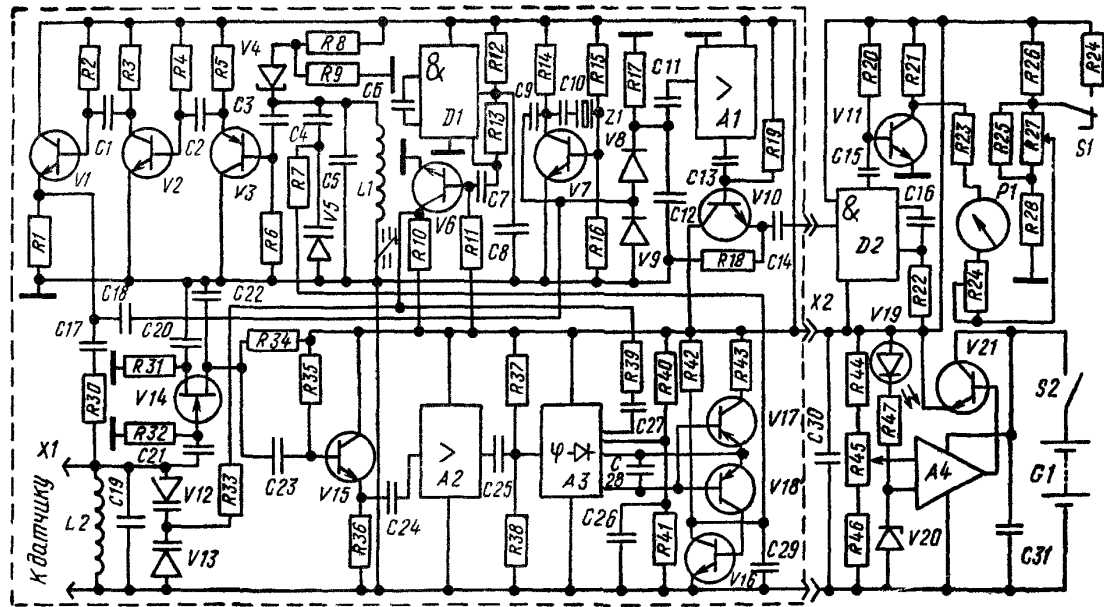 R2
R3
R4
R5
V4
R8
R9
C6
&
D1
R12
R13
C9
R14
C10
R15
Z1
R17
C11
>
A1
R19
R20
R21
R26
R24
V1
C1
V2
C2
V3
C3
C4
R7
C5
V5
L1
V6
C7
R10
R11
C8
V7
V8
R16
V9
C12
C13
V10
R18
C14
V11
C15
&
D2
C16
R22
R23
R25
R27
S1
P1
R28
R24
R1
R6
C17
C18
C20
C22
X2
R30
R31
V14
R32
C21
R34
R35
C23
V15
R36
C24
>
A2
C25
R37
R38
φ
A3
R39
C27
R40
C28
C26
R41
R42
R43
V17
V18
V16
C29
C30
R44
V19
R47
R45
R46
V20
A4
V21
S2
G1
C31
X1
К датчику
L2
C19
V12
V13
R33